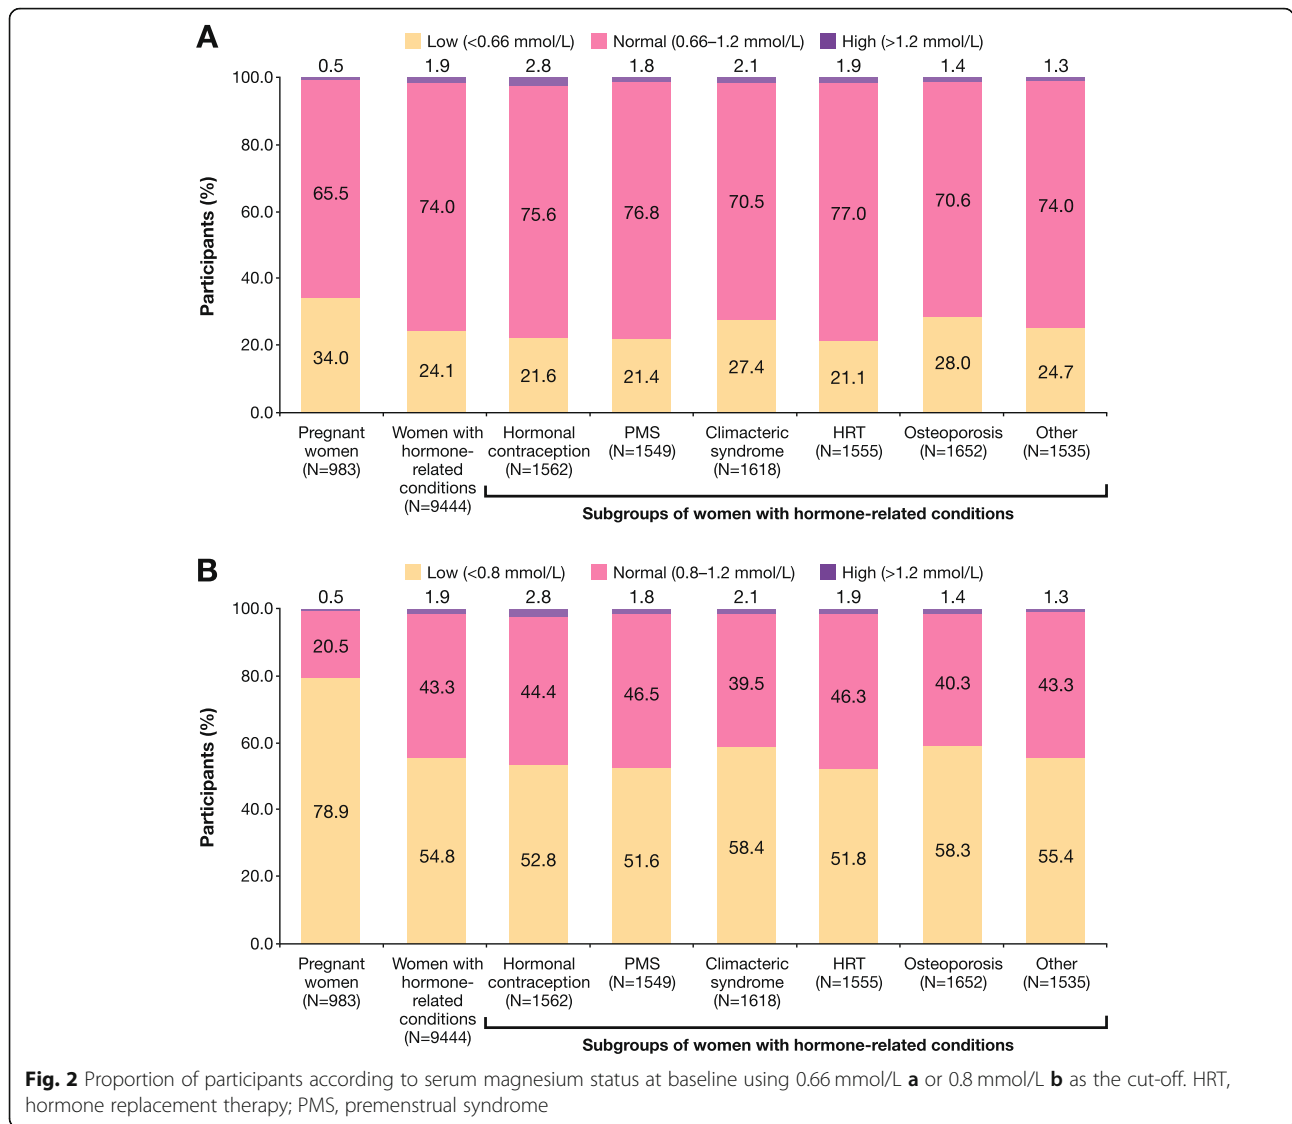 A
Low (<0.66 mmol/L) Normal (0.66–1.2 mmol/L) High (>1.2 mmol/L)
0.5 1.9 2.8 1.8 2.1 1.9 1.4 1.3
100.0
80.0
60.0
40.0
20.0
0.0
Participants (%)
65.5 74.0 75.6 76.8 70.5 77.0 70.6 74.0
34.0 24.1 21.6 21.4 27.4 21.1 28.0 24.7
Pregnant
women
(N=983)
Women with
hormone-
related
conditions
(N=9444)
Hormonal
contraception
(N=1562)
PMS
(N=1549)
Climacteric
syndrome
(N=1618)
HRT
(N=1555)
Osteoporosis
(N=1652)
Other
(N=1535)
Subgroups of women with hormone-related conditions
B
Low (<0.8 mmol/L) Normal (0.8–1.2 mmol/L) High (>1.2 mmol/L)
0.5 1.9 2.8 1.8 2.1 1.9 1.4 1.3
100.0
80.0
60.0
40.0
20.0
0.0
Participants (%)
20.5 43.3 44.4 46.5 39.5 46.3 40.3 43.3
78.9 54.8 52.8 51.6 58.4 51.8 58.3 55.4
Pregnant
women
(N=983)
Women with
hormone-
related
conditions
(N=9444)
Hormonal
contraception
(N=1562)
PMS
(N=1549)
Climacteric
syndrome
(N=1618)
HRT
(N=1555)
Osteoporosis
(N=1652)
Other
(N=1535)
Subgroups of women with hormone-related conditions
Fig. 2 Proportion of participants according to serum magnesium status at baseline using 0.66 mmol/L a or 0.8 mmol/L b as the cut-off. HRT,
hormone replacement therapy; PMS, premenstrual syndrome